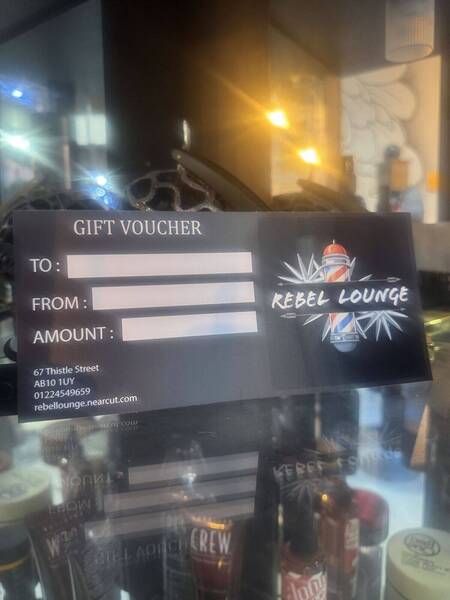 GIFT VOUCHER
TO :
FROM :
AMOUNT :
REBEL LOUNGE
67 Thistle Street
AB10 1UY
01224549659
rebellounge.nearcut.com
CREW